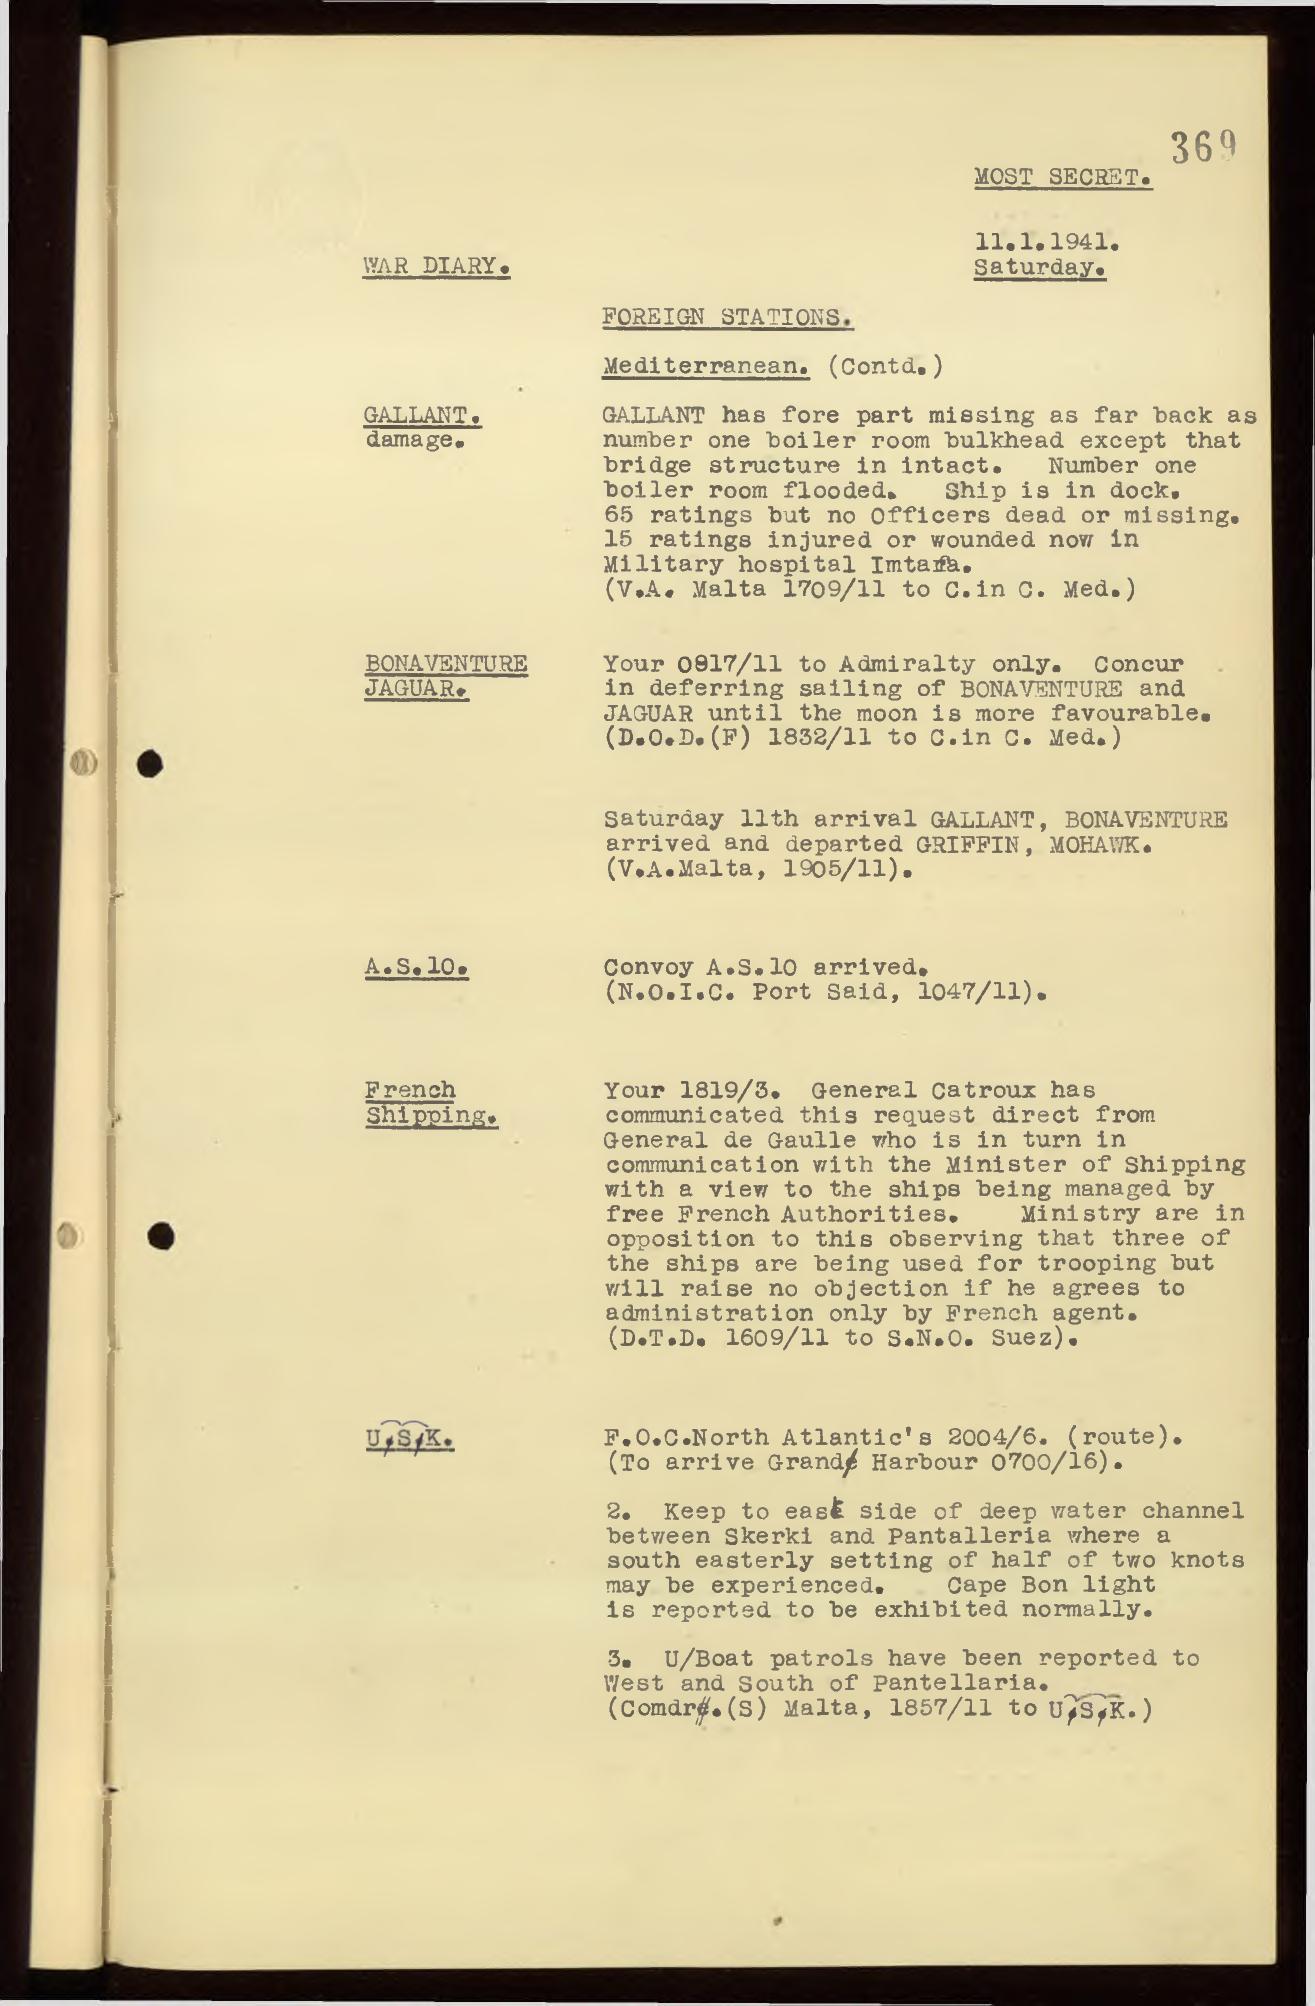 369
MOST SECRET.
11.1.1941.
Saturday.
WAR DIARY.
FOREIGN STATIONS.
Mediterranean. (Contd.)
GALLANT.
damage.
GALLANT has fore part missing as far back as
number one boiler room bulkhead except that
bridge structure in intact. Number one
boiler room flooded. Ship is in dock.
65 ratings but no Officers dead or missing.
15 ratings injured or wounded now in
Military hospital Imtarfa.
(V.A. Malta 1709/11 to C.in C. Med.)
BONAVENTURE
JAGUAR.
Your 0817/11 to Admiralty only. Concur
in deferring sailing of BONAVENTURE and
JAGUAR until the moon is more favourable.
(D.O.D.(F) 1832/11 to C.in C. Med.)
Saturday 11th arrival GALLANT, BONAVENTURE
arrived and departed GRIFFIN, MOHAWK.
(V.A.Malta, 1905/11).
A.S.10.
Convoy A.S.10 arrived.
(N.O.I.C. Port Said, 1047/11).
French
Shipping.
Your 1819/3. General Catroux has
communicated this request direct from
General de Gaulle who is in turn in
communication with the Minister of Shipping
with a view to the ships being managed by
free French Authorities. Ministry are in
opposition to this observing that three of
the ships are being used for trooping but
will raise no objection if he agrees to
administration only by French agent.
(D.T.D. 1609/11 to S.N.O. Suez).
U.S.K.
F.O.C.North Atlantic's 2004/6. (route).
(To arrive Grand Harbour 0700/16).
2. Keep to east side of deep water channel
between Skerki and Pantalleria where a
south easterly setting of half of two knots
may be experienced. Cape Bon light
is reported to be exhibited normally.
3. U/Boat patrols have been reported to
West and South of Pantellaria.
(Comdr.(S) Malta, 1857/11 to U.S.K.)